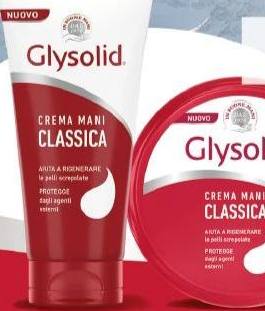 NUOVO
Glysolid®
CREMA MANI
CLASSICA
AIUTA A RIGENERARE
le pelli screpolate
PROTEGGE
dagli agenti
esterni
NUOVO
Glysol
CREMA MANI
CLASSICA
AIUTA A RIGENERARE
le pelli screpolate
PROTEGGE
dagli agenti
esterni